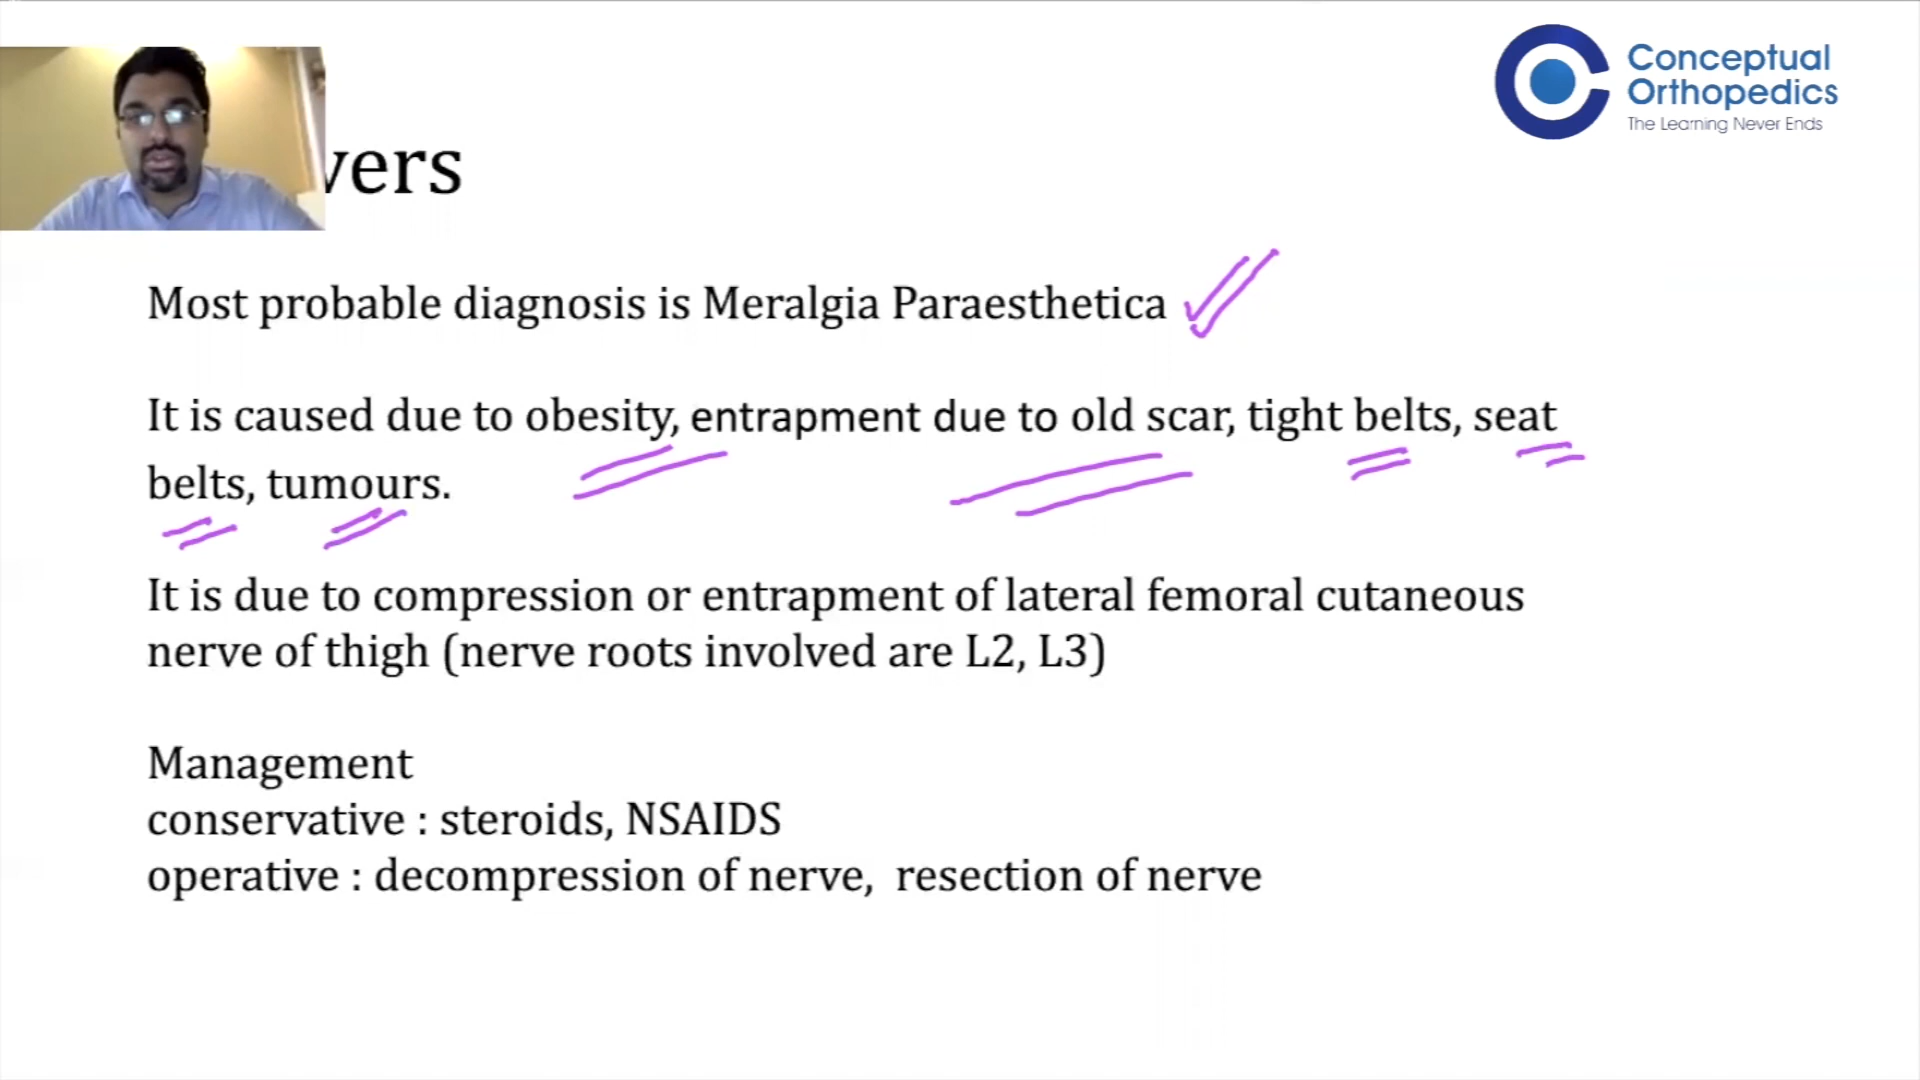 Conceptual
Orthopedics
The Learning Never Ends
vers
Most probable diagnosis is Meralgia Paraesthetica
It is caused due to obesity, entrapment due to old scar, tight belts, seat
belts, tumours.
It is due to compression or entrapment of lateral femoral cutaneous
nerve of thigh (nerve roots involved are L2, L3)
Management
conservative : steroids, NSAIDS
operative : decompression of nerve,  resection of nerve